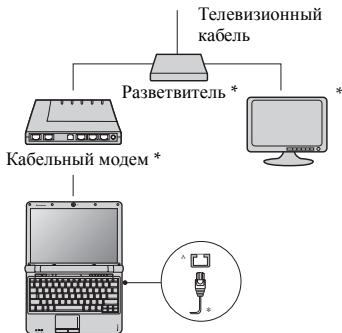 Телевизионный
кабель
Разветвитель *
*
Кабельный модем *
*